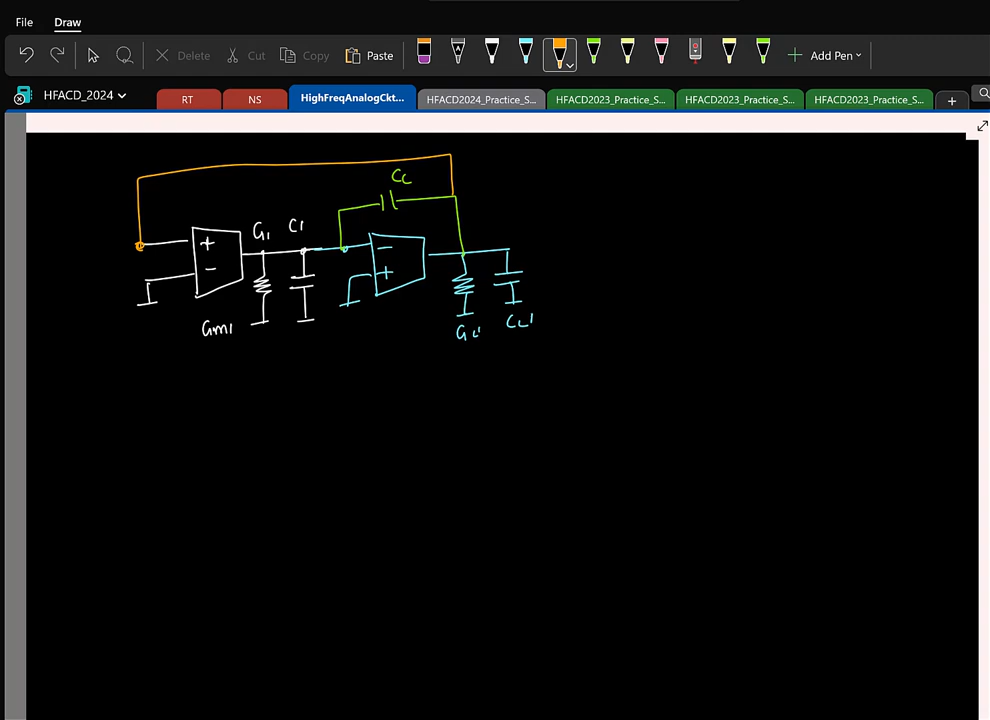 File Draw
Delete Cut Copy Paste Add Pen
HFACD_2024 RT NS HighFreqAnalogCkt... HFACD2024_Practice_S... HFACD2023_Practice_S... HFACD2023_Practice_S... HFACD2023_Practice_S... +
Cc
G1 C1
+ −
− +
Gm1
GL' CL'